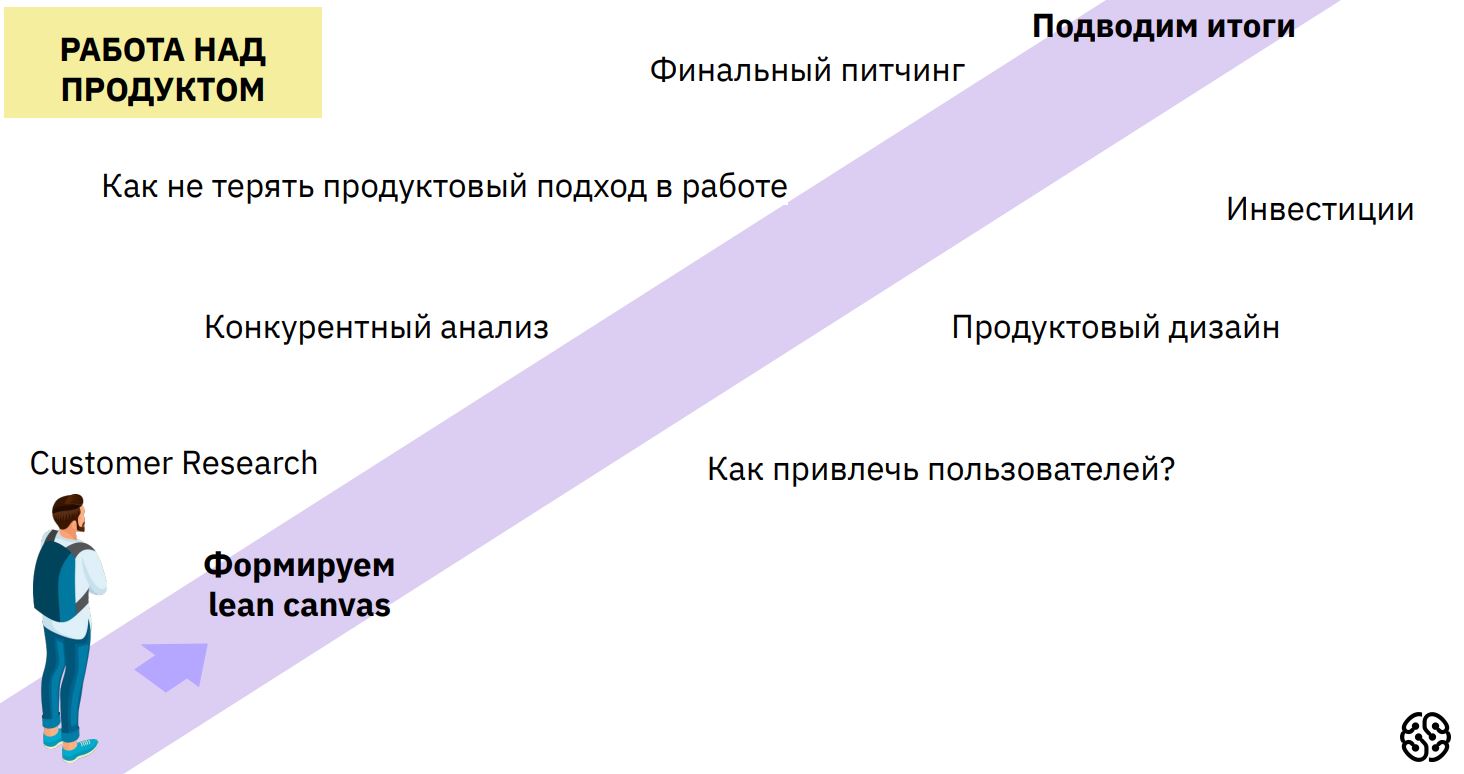 РАБОТА НАД
ПРОДУКТОМ
Подводим итоги
Финальный питчинг
Как не терять продуктовый подход в работе
Инвестиции
Конкурентный анализ
Продуктовый дизайн
Customer Research
Как привлечь пользователей?
Формируем
lean canvas